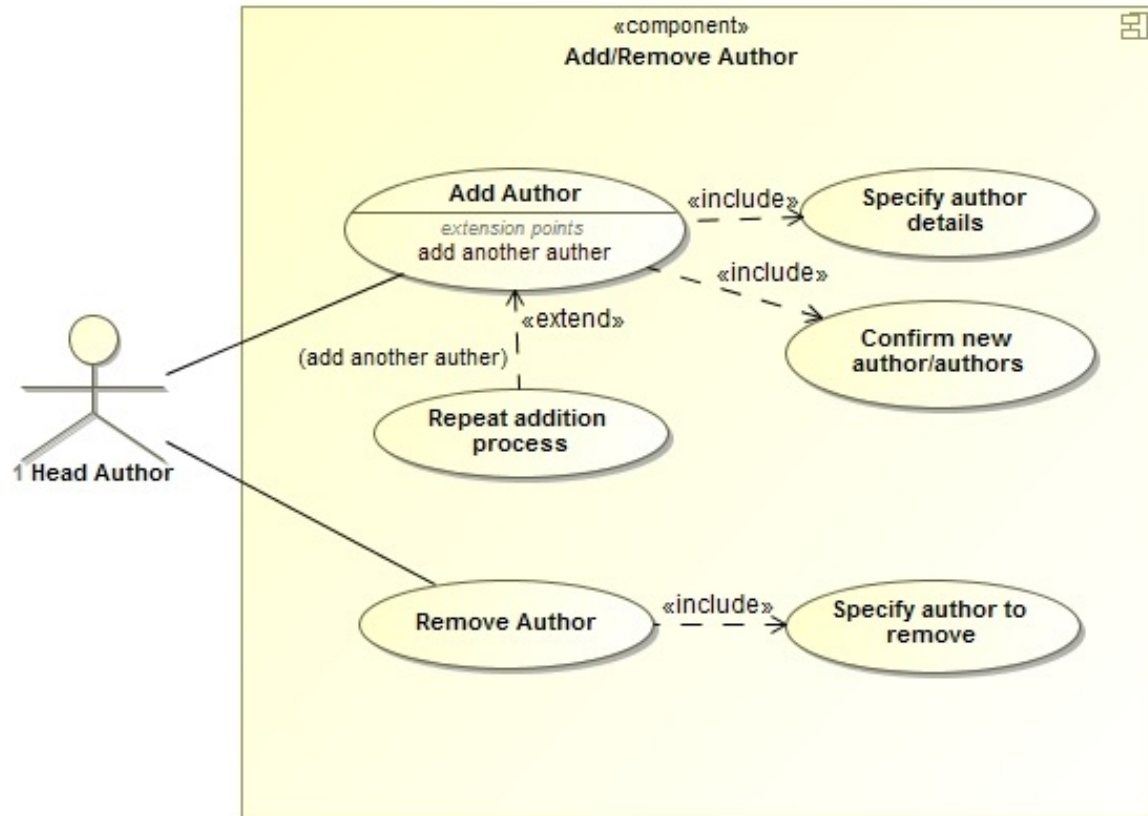 «component»
Add/Remove Author
Add Author
extension points
add another auther
«include»
Specify author
details
«include»
Confirm new
author/authors
«extend»
(add another auther)
Repeat addition
process
1 Head Author
Remove Author
«include»
Specify author to
remove